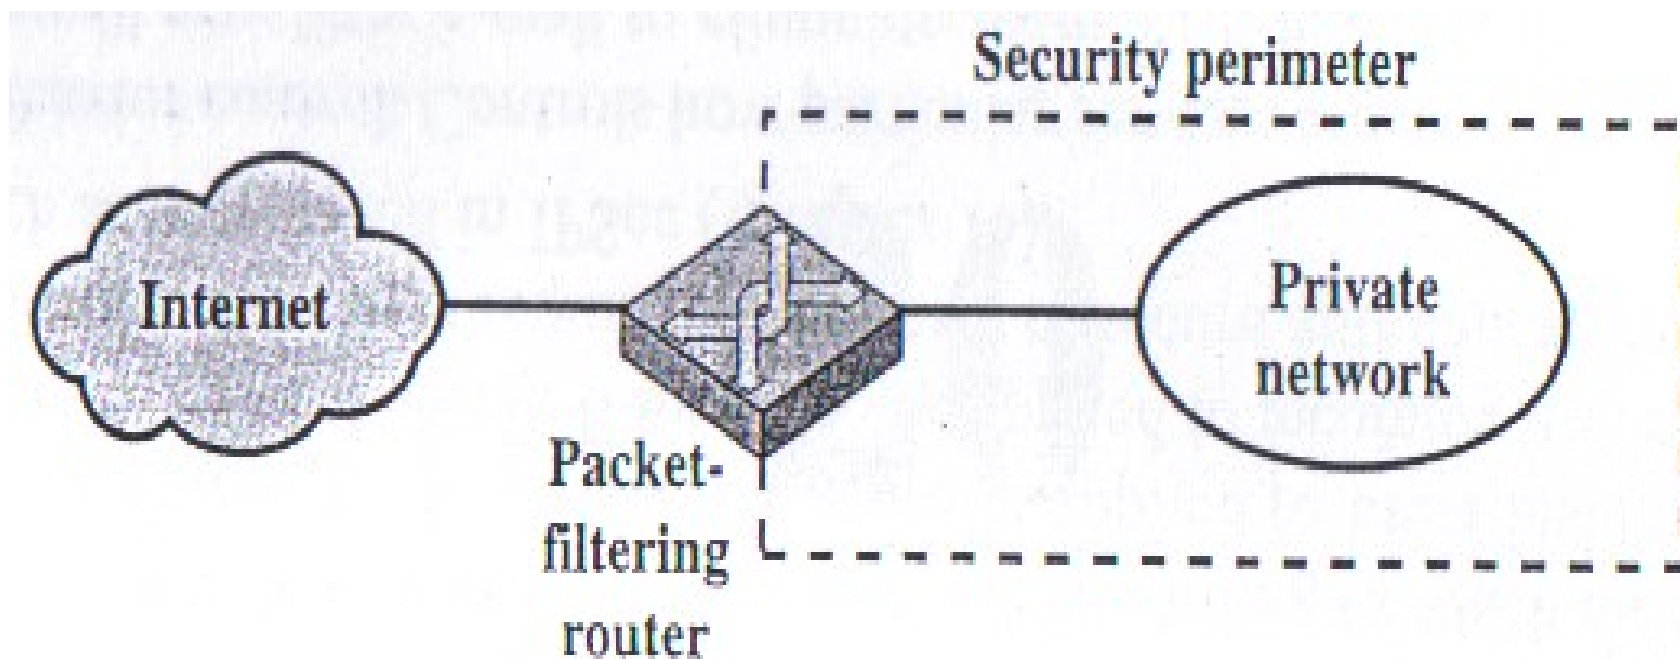 Security perimeter
Internet
Private
network
Packet-
filtering
router